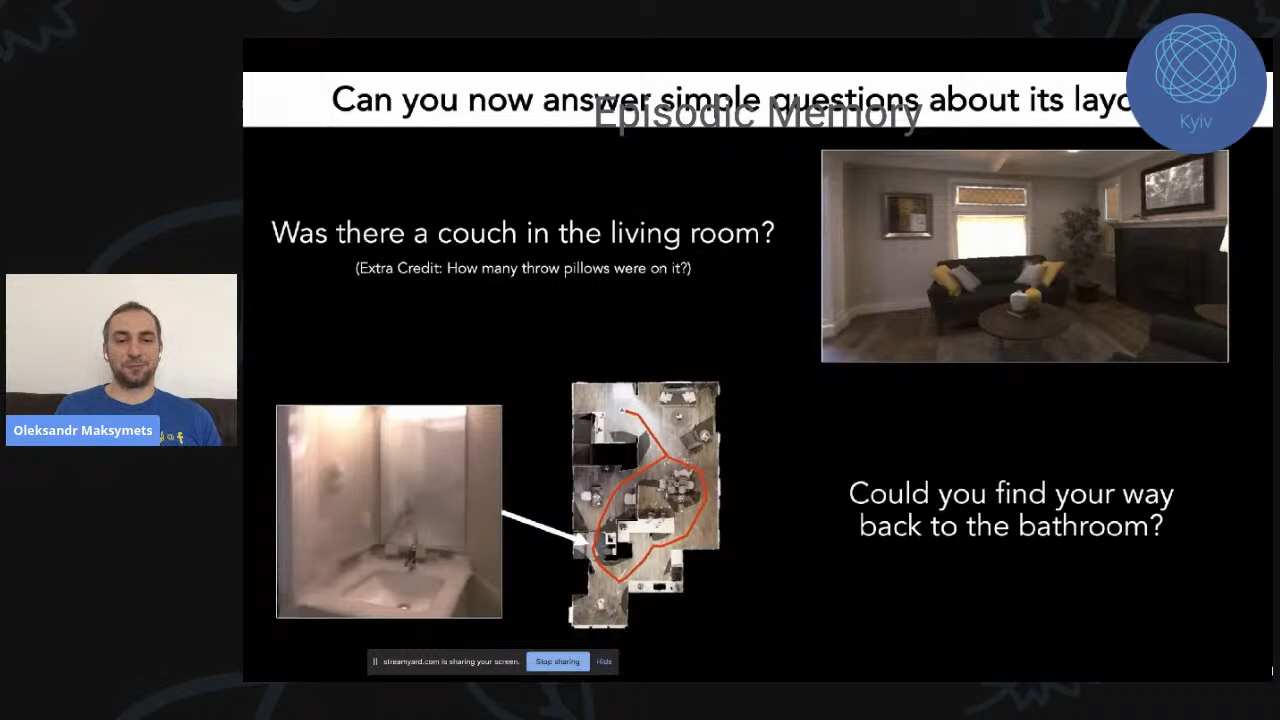 Can you now answer simple questions about its layo
Episodic Memory
Kyiv
Was there a couch in the living room?
(Extra Credit: How many throw pillows were on it?)
Oleksandr Maksymets
Could you find your way
back to the bathroom?
streamyard.com is sharing your screen.
Stop sharing
Hide